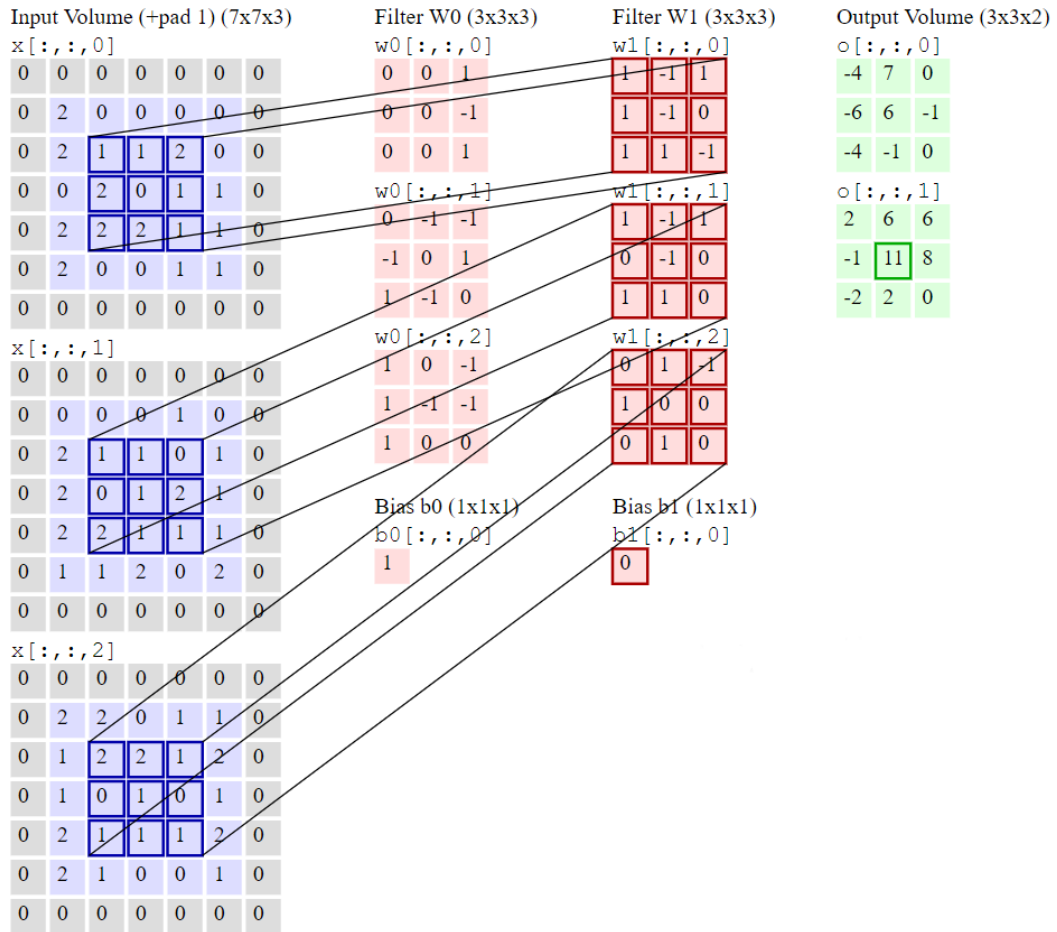 Input Volume (+pad 1) (7x7x3) Filter W0 (3x3x3) Filter W1 (3x3x3) Output Volume (3x3x2)
x[:,:,0] w0[:,:,0] w1[:,:,0] o[:,:,0]
0 0 0 0 0 0 0 0 0 1 1 -1 1 -4 7 0
0 2 0 0 0 0 0 0 0 -1 1 -1 0 -6 6 -1
0 2 1 1 2 0 0 0 0 1 1 1 -1 -4 -1 0
0 0 2 0 1 1 0 w0[:,:,1] w1[:,:,1] o[:,:,1]
0 2 2 2 1 1 0 0 -1 -1 1 -1 1 2 6 6
0 2 0 0 1 1 0 -1 0 1 0 -1 0 -1 11 8
0 0 0 0 0 0 0 1 -1 0 1 1 0 -2 2 0
x[:,:,1] w0[:,:,2] w1[:,:,2]
0 0 0 0 0 0 0 1 0 -1 0 1 -1
0 0 0 0 1 0 0 1 -1 -1 1 0 0
0 2 1 1 0 1 0 1 0 0 0 1 0
0 2 0 1 2 1 0 Bias b0 (1x1x1) Bias b1 (1x1x1)
0 2 2 1 1 1 0 b0[:,:,0] b1[:,:,0]
0 1 1 2 0 2 0 1 0
0 0 0 0 0 0 0
x[:,:,2]
0 0 0 0 0 0 0
0 2 2 0 1 1 0
0 1 2 2 1 2 0
0 1 0 1 0 1 0
0 2 1 1 1 2 0
0 2 1 0 0 1 0
0 0 0 0 0 0 0